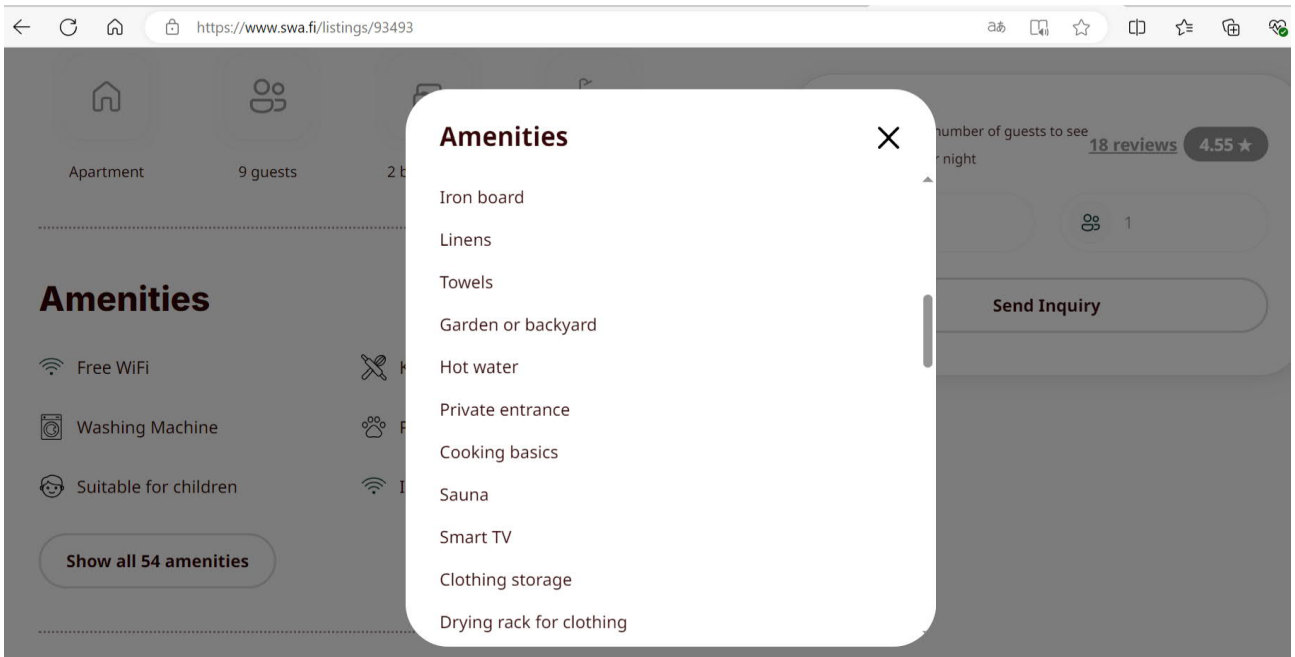 https://www.swa.fi/listings/93493
Apartment
9 guests
2 b
number of guests to see
night
18 reviews
4.55 ★
1
Send Inquiry
Amenities
Free WiFi
Washing Machine
Suitable for children
Show all 54 amenities
Amenities
Iron board
Linens
Towels
Garden or backyard
Hot water
Private entrance
Cooking basics
Sauna
Smart TV
Clothing storage
Drying rack for clothing